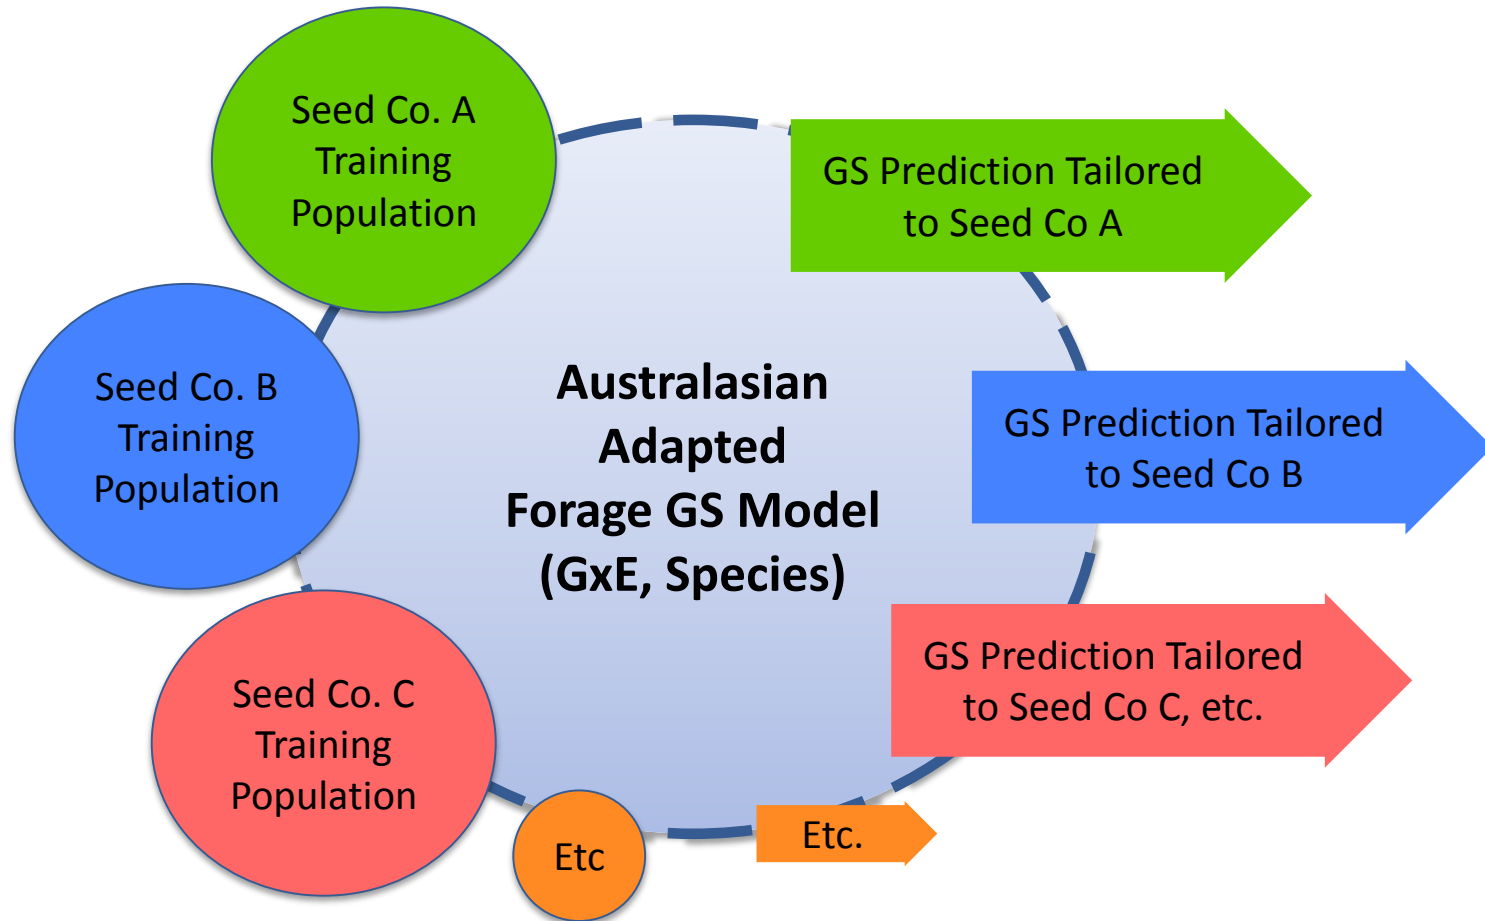 Seed Co. A
Training
Population
GS Prediction Tailored
to Seed Co A
Seed Co. B
Training
Population
Australasian
Adapted
Forage GS Model
(GxE, Species)
GS Prediction Tailored
to Seed Co B
Seed Co. C
Training
Population
GS Prediction Tailored
to Seed Co C, etc.
Etc
Etc.